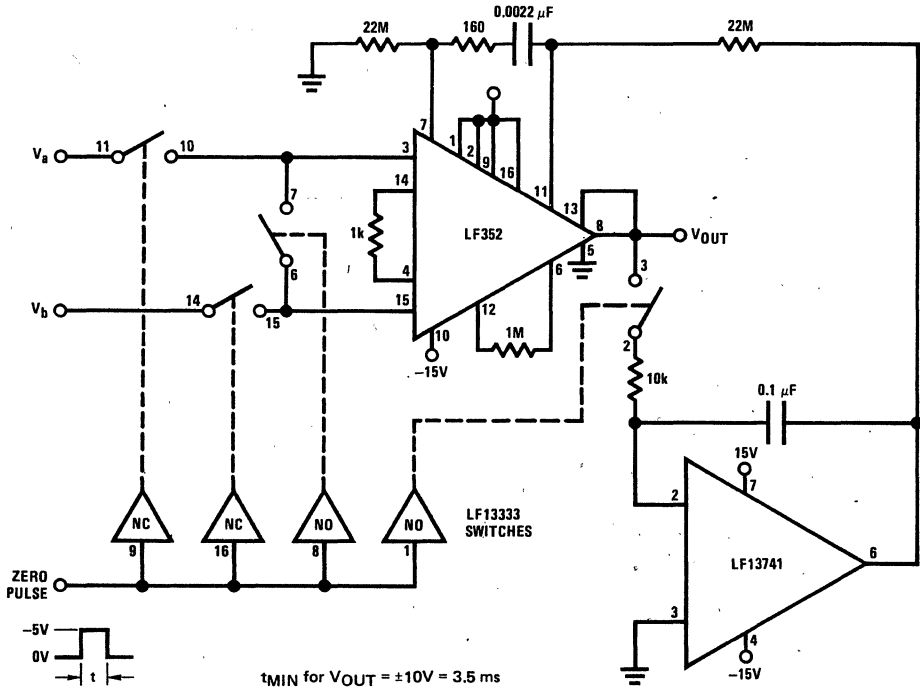 0.0022 μF
22M
160
22M
7
1
2
9
16
11
Va
11
10
3
13
8
VOUT
14
7
1k
LF352
5
3
6
4
6
Vb
14
15
15
12
10
–15V
1M
2
10k
0.1 μF
15V
7
NC
NC
NO
NO
LF13333
SWITCHES
9
16
8
1
2
6
LF13741
ZERO
PULSE
3
4
–15V
–5V
0V
t
tMIN for VOUT = ±10V = 3.5 ms